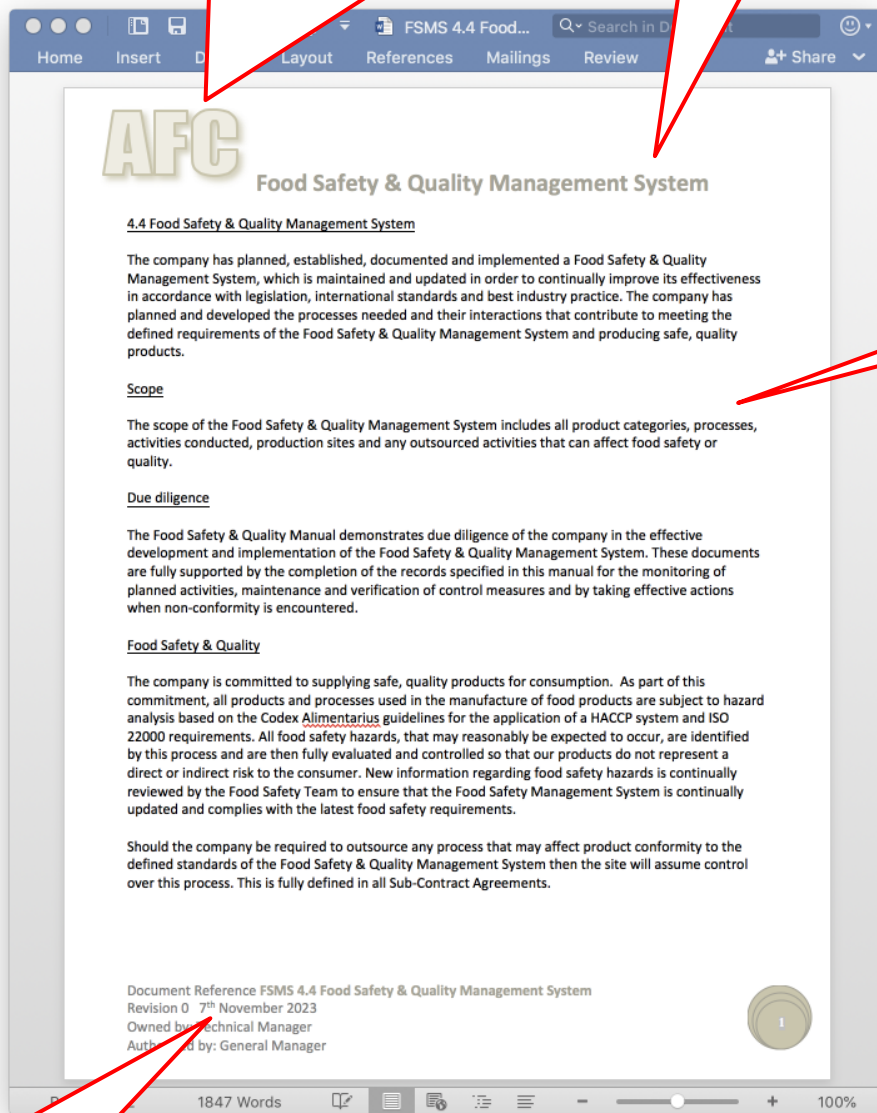 FSMS 4.4 Food...
Search in D
Home Insert D Layout References Mailings Review Share
AFC
Food Safety & Quality Management System
4.4 Food Safety & Quality Management System
The company has planned, established, documented and implemented a Food Safety & Quality
Management System, which is maintained and updated in order to continually improve its effectiveness
in accordance with legislation, international standards and best industry practice. The company has
planned and developed the processes needed and their interactions that contribute to meeting the
defined requirements of the Food Safety & Quality Management System and producing safe, quality
products.
Scope
The scope of the Food Safety & Quality Management System includes all product categories, processes,
activities conducted, production sites and any outsourced activities that can affect food safety or
quality.
Due diligence
The Food Safety & Quality Manual demonstrates due diligence of the company in the effective
development and implementation of the Food Safety & Quality Management System. These documents
are fully supported by the completion of the records specified in this manual for the monitoring of
planned activities, maintenance and verification of control measures and by taking effective actions
when non-conformity is encountered.
Food Safety & Quality
The company is committed to supplying safe, quality products for consumption. As part of this
commitment, all products and processes used in the manufacture of food products are subject to hazard
analysis based on the Codex Alimentarius guidelines for the application of a HACCP system and ISO
22000 requirements. All food safety hazards, that may reasonably be expected to occur, are identified
by this process and are then fully evaluated and controlled so that our products do not represent a
direct or indirect risk to the consumer. New information regarding food safety hazards is continually
reviewed by the Food Safety Team to ensure that the Food Safety Management System is continually
updated and complies with the latest food safety requirements.
Should the company be required to outsource any process that may affect product conformity to the
defined standards of the Food Safety & Quality Management System then the site will assume control
over this process. This is fully defined in all Sub-Contract Agreements.
Document Reference FSMS 4.4 Food Safety & Quality Management System
Revision 0 7th November 2023
Owned by: Technical Manager
Authorised by: General Manager
1
1847 Words 100%